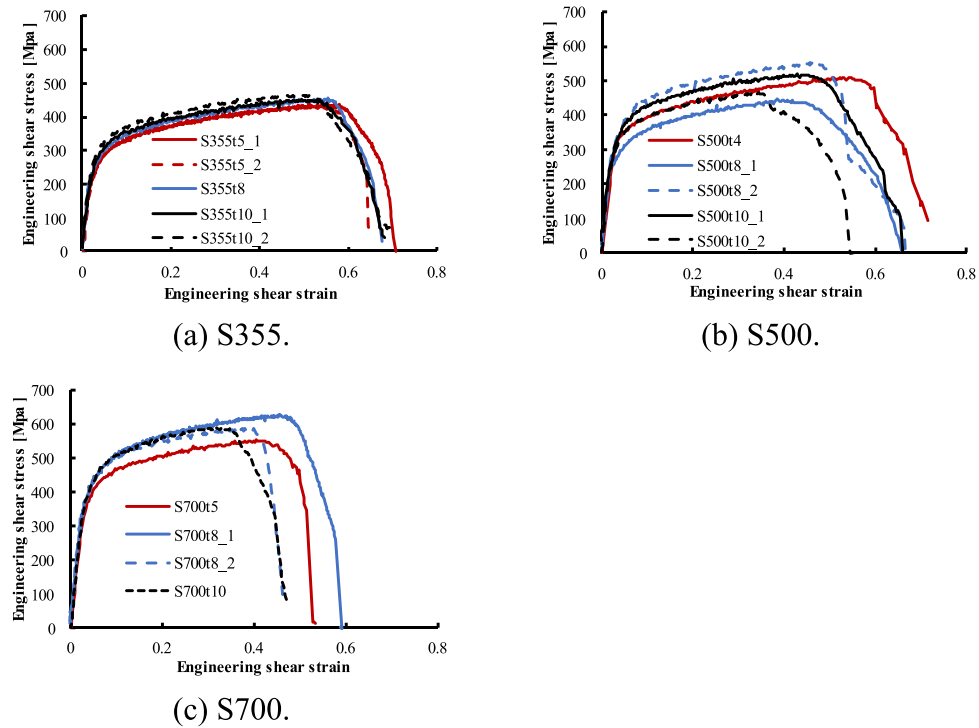 700
600
500
400
300
200
100
0
Engineering shear stress [Mpa]
S355t5_1
S355t5_2
S355t8
S355t10_1
S355t10_2
0 0.2 0.4 0.6 0.8
Engineering shear strain
(a) S355.
700
600
500
400
300
200
100
0
Engineering shear stress [Mpa]
S500t4
S500t8_1
S500t8_2
S500t10_1
S500t10_2
0 0.2 0.4 0.6 0.8
Engineering shear strain
(b) S500.
700
600
500
400
300
200
100
0
Engineering shear stress [Mpa]
S700t5
S700t8_1
S700t8_2
S700t10
0 0.2 0.4 0.6 0.8
Engineering shear strain
(c) S700.